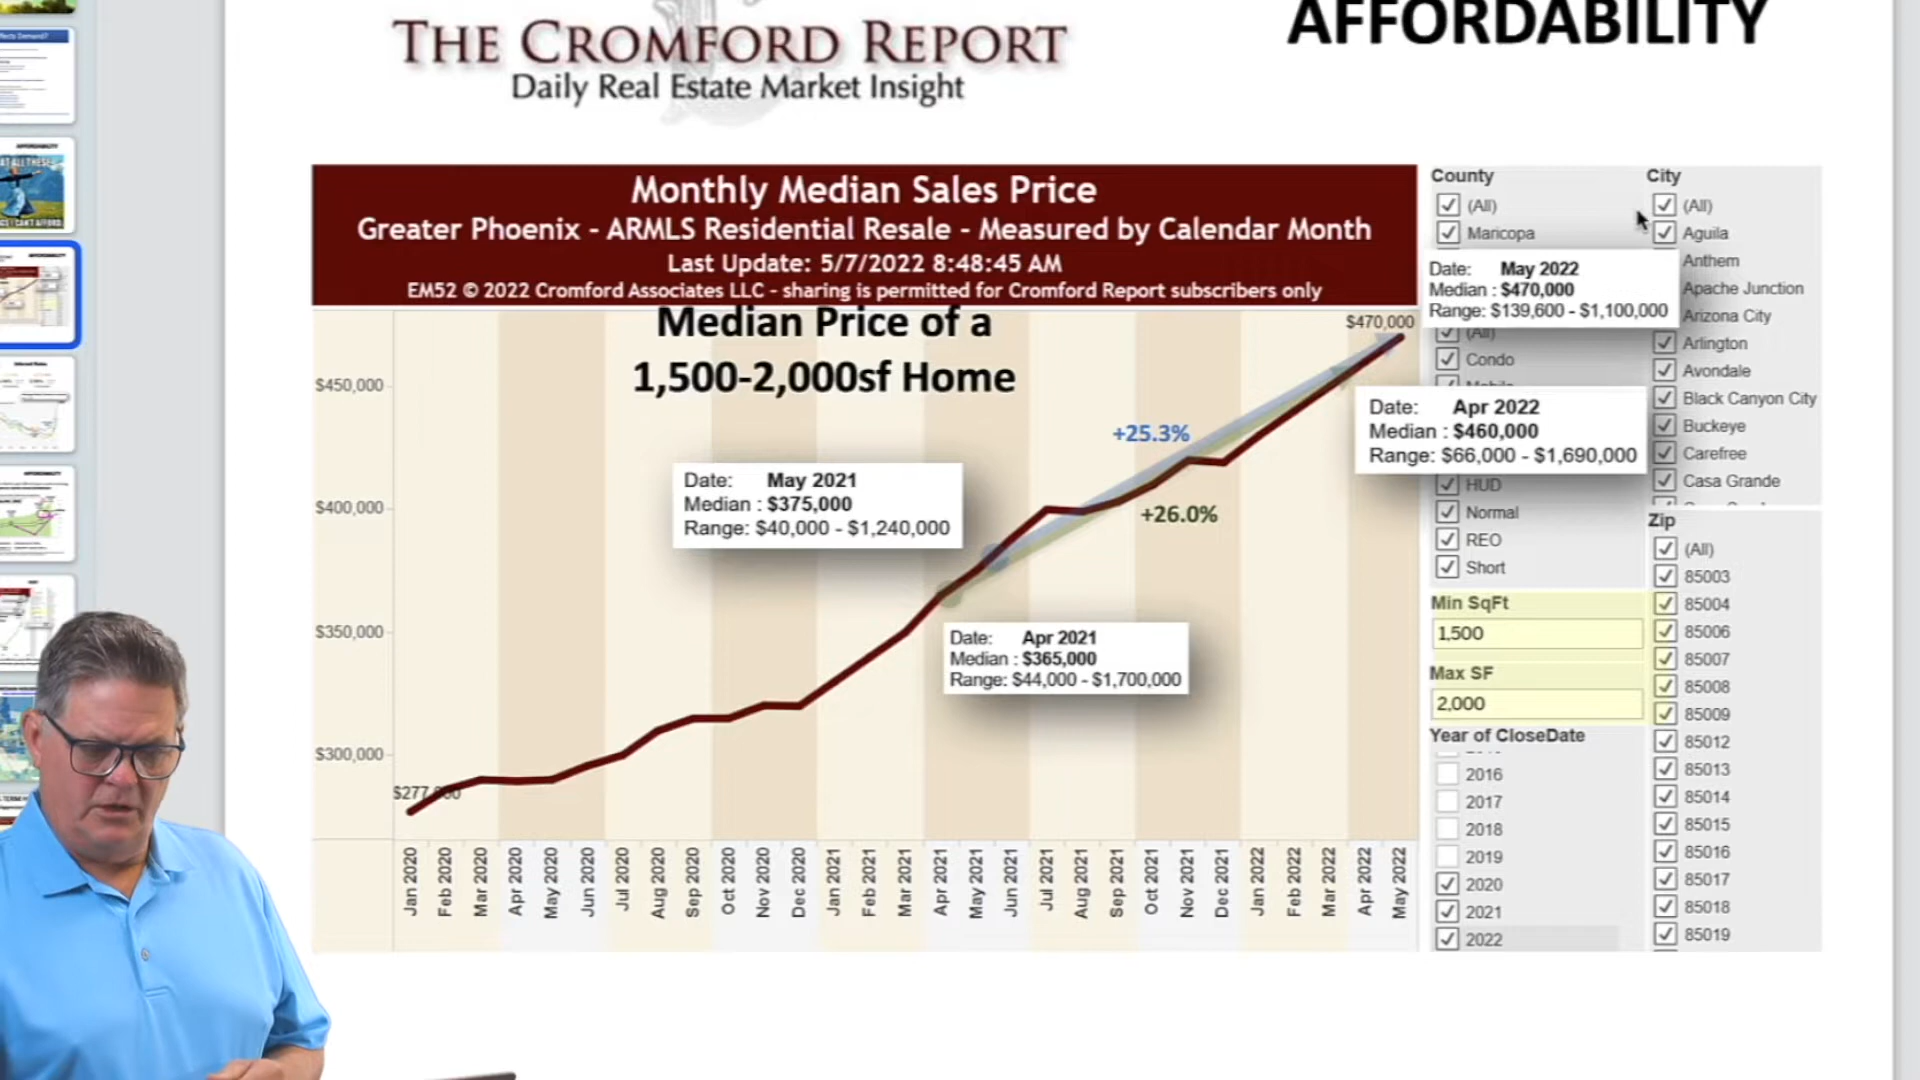 THE CROMFORD REPORT
Daily Real Estate Market Insight
AFFORDABILITY
Monthly Median Sales Price
Greater Phoenix - ARMLS Residential Resale - Measured by Calendar Month
Last Update: 5/7/2022 8:48:45 AM
EM52 © 2022 Cromford Associates LLC - sharing is permitted for Cromford Report subscribers only
Median Price of a
1,500-2,000sf Home
$470,000
$450,000
$400,000
$350,000
$300,000
+25.3%
+26.0%
Date: May 2021
Median : $375,000
Range: $40,000 - $1,240,000
Date: Apr 2021
Median : $365,000
Range: $44,000 - $1,700,000
Date: May 2022
Median : $470,000
Range: $139,600 - $1,100,000
Date: Apr 2022
Median : $460,000
Range: $66,000 - $1,690,000
Jan 2020
Feb 2020
Mar 2020
Apr 2020
May 2020
Jun 2020
Jul 2020
Aug 2020
Sep 2020
Oct 2020
Nov 2020
Dec 2020
Jan 2021
Feb 2021
Mar 2021
Apr 2021
May 2021
Jun 2021
Jul 2021
Aug 2021
Sep 2021
Oct 2021
Nov 2021
Dec 2021
Jan 2022
Feb 2022
Mar 2022
Apr 2022
May 2022
County
(All)
Maricopa
(All)
Condo
Mobile
HUD
Normal
REO
Short
Min SqFt
1,500
Max SF
2,000
Year of CloseDate
2016
2017
2018
2019
2020
2021
2022
City
(All)
Aguila
Anthem
Apache Junction
Arizona City
Arlington
Avondale
Black Canyon City
Buckeye
Carefree
Casa Grande
Zip
(All)
85003
85004
85006
85007
85008
85009
85012
85013
85014
85015
85016
85017
85018
85019